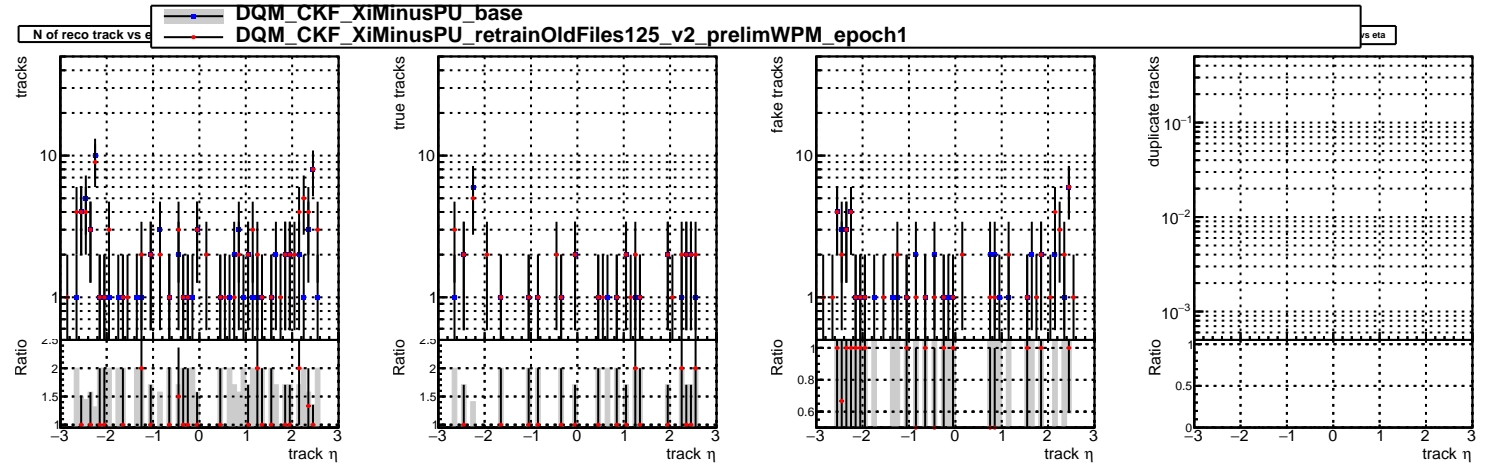 DQM_CKF_XiMinusPU_base
DQM_CKF_XiMinusPU_retrainOldFiles125_v2_prelimWPM_epoch1
N of reco track vs e
vs eta
tracks
10
1
Ratio
2.5
2
1.5
1
−3 −2 −1 0 1 2 3
track η
true tracks
10
1
Ratio
2.5
2
1.5
1
−3 −2 −1 0 1 2 3
track η
fake tracks
10
1
Ratio
1
0.8
0.6
−3 −2 −1 0 1 2 3
track η
duplicate tracks
10−1
10−2
10−3
Ratio
1
0.5
0
−3 −2 −1 0 1 2 3
track η